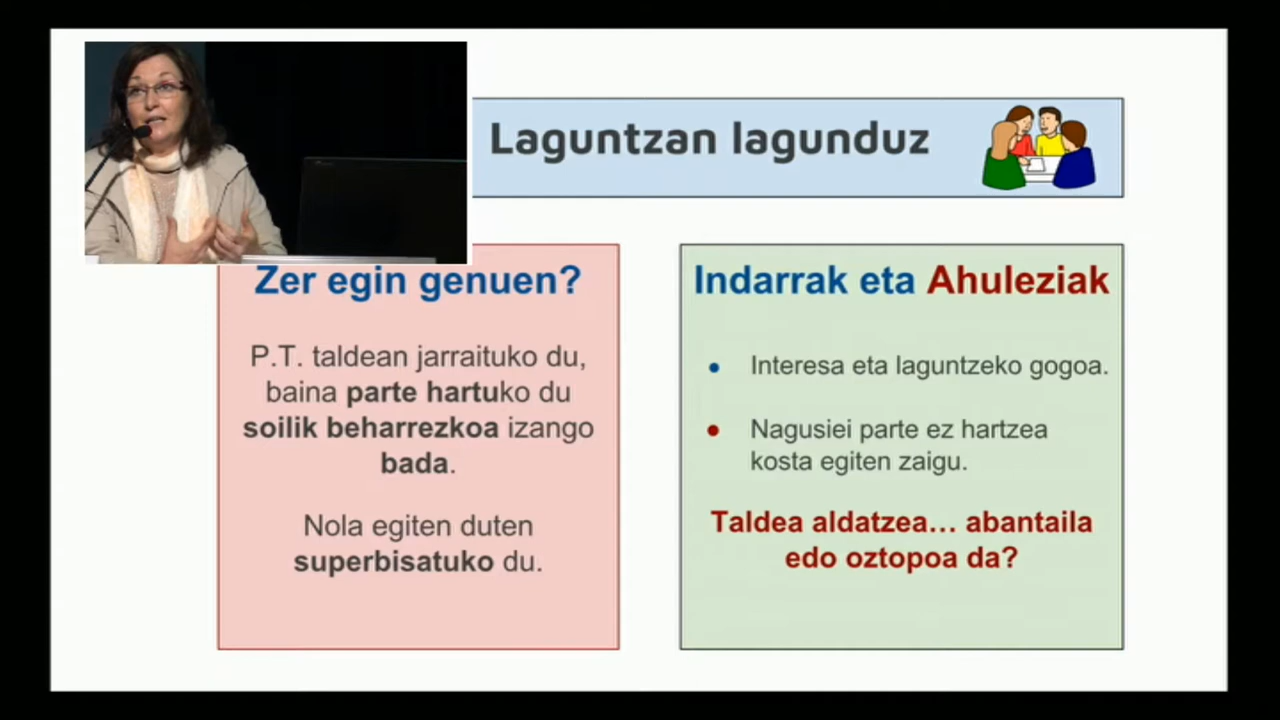 Laguntzan lagunduz
Zer egin genuen?
P.T. taldean jarraituko du,
baina parte hartuko du
soilik beharrezkoa izango
bada.
Nola egiten duten
superbisatuko du.
Indarrak eta Ahuleziak
• Interesa eta laguntzeko gogoa.
• Nagusiei parte ez hartzea
kosta egiten zaigu.
Taldea aldatzea… abantaila
edo oztopoa da?